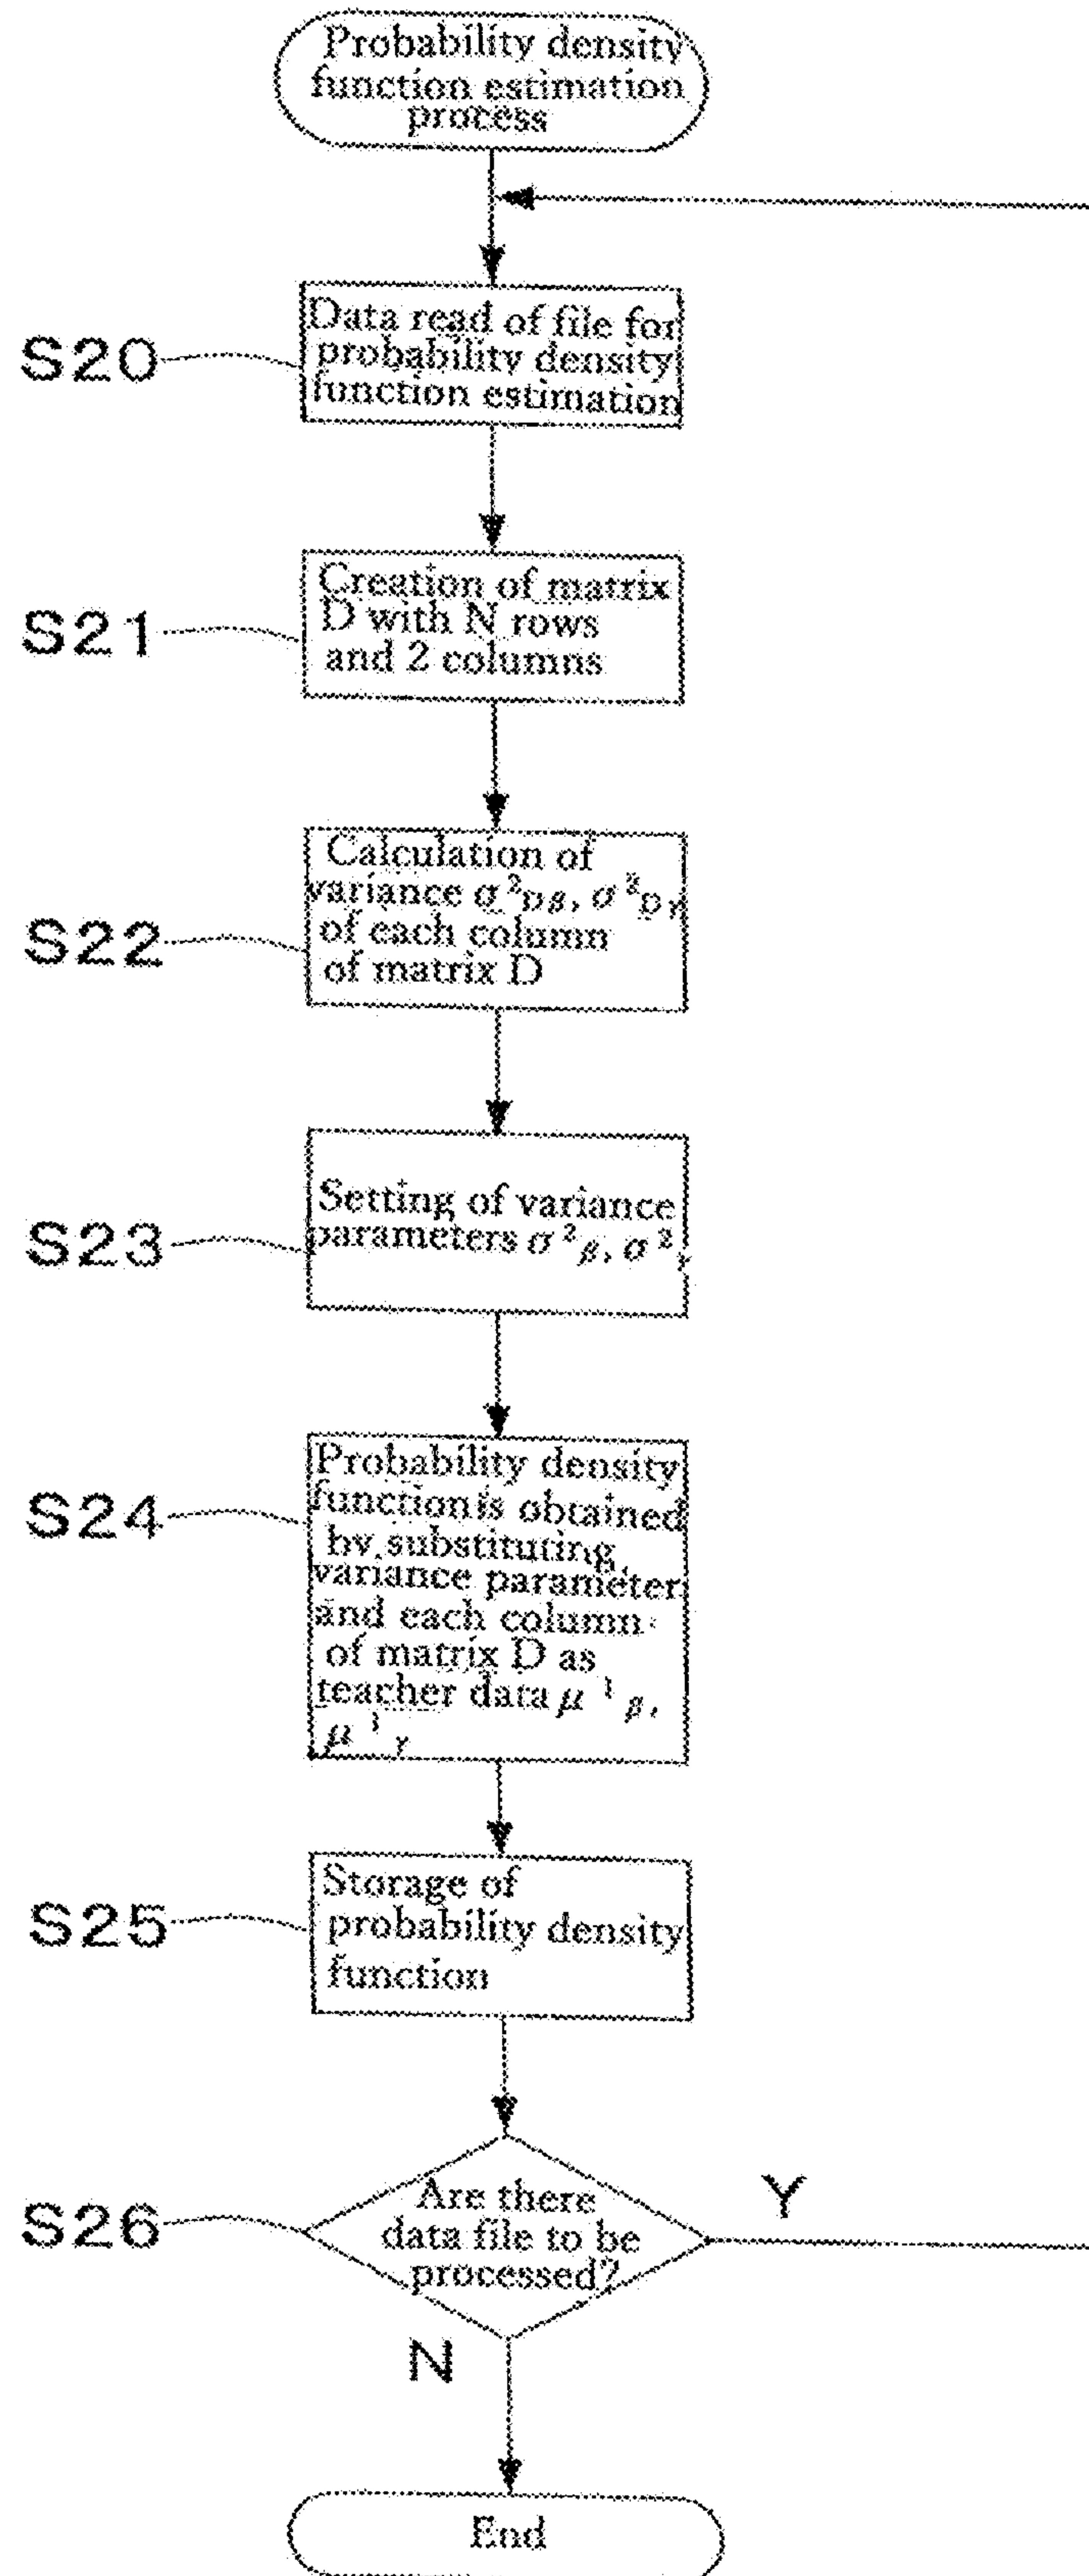 Probability density
function estimation
process
S20
Data read of file for
probability density
function estimation
S21
Creation of matrix
D with N rows
and 2 columns
S22
Calculation of
variance σ²Dβ, σ²Dγ
of each column
of matrix D
S23
Setting of variance
parameters σ²β, σ²γ
S24
Probability density
function is obtained
by substituting
variance parameter
and each column
of matrix D as
teacher data μ¹β,
μ¹γ
S25
Storage of
probability density
function
S26
Are there
data file to be
processed?
Y
N
End